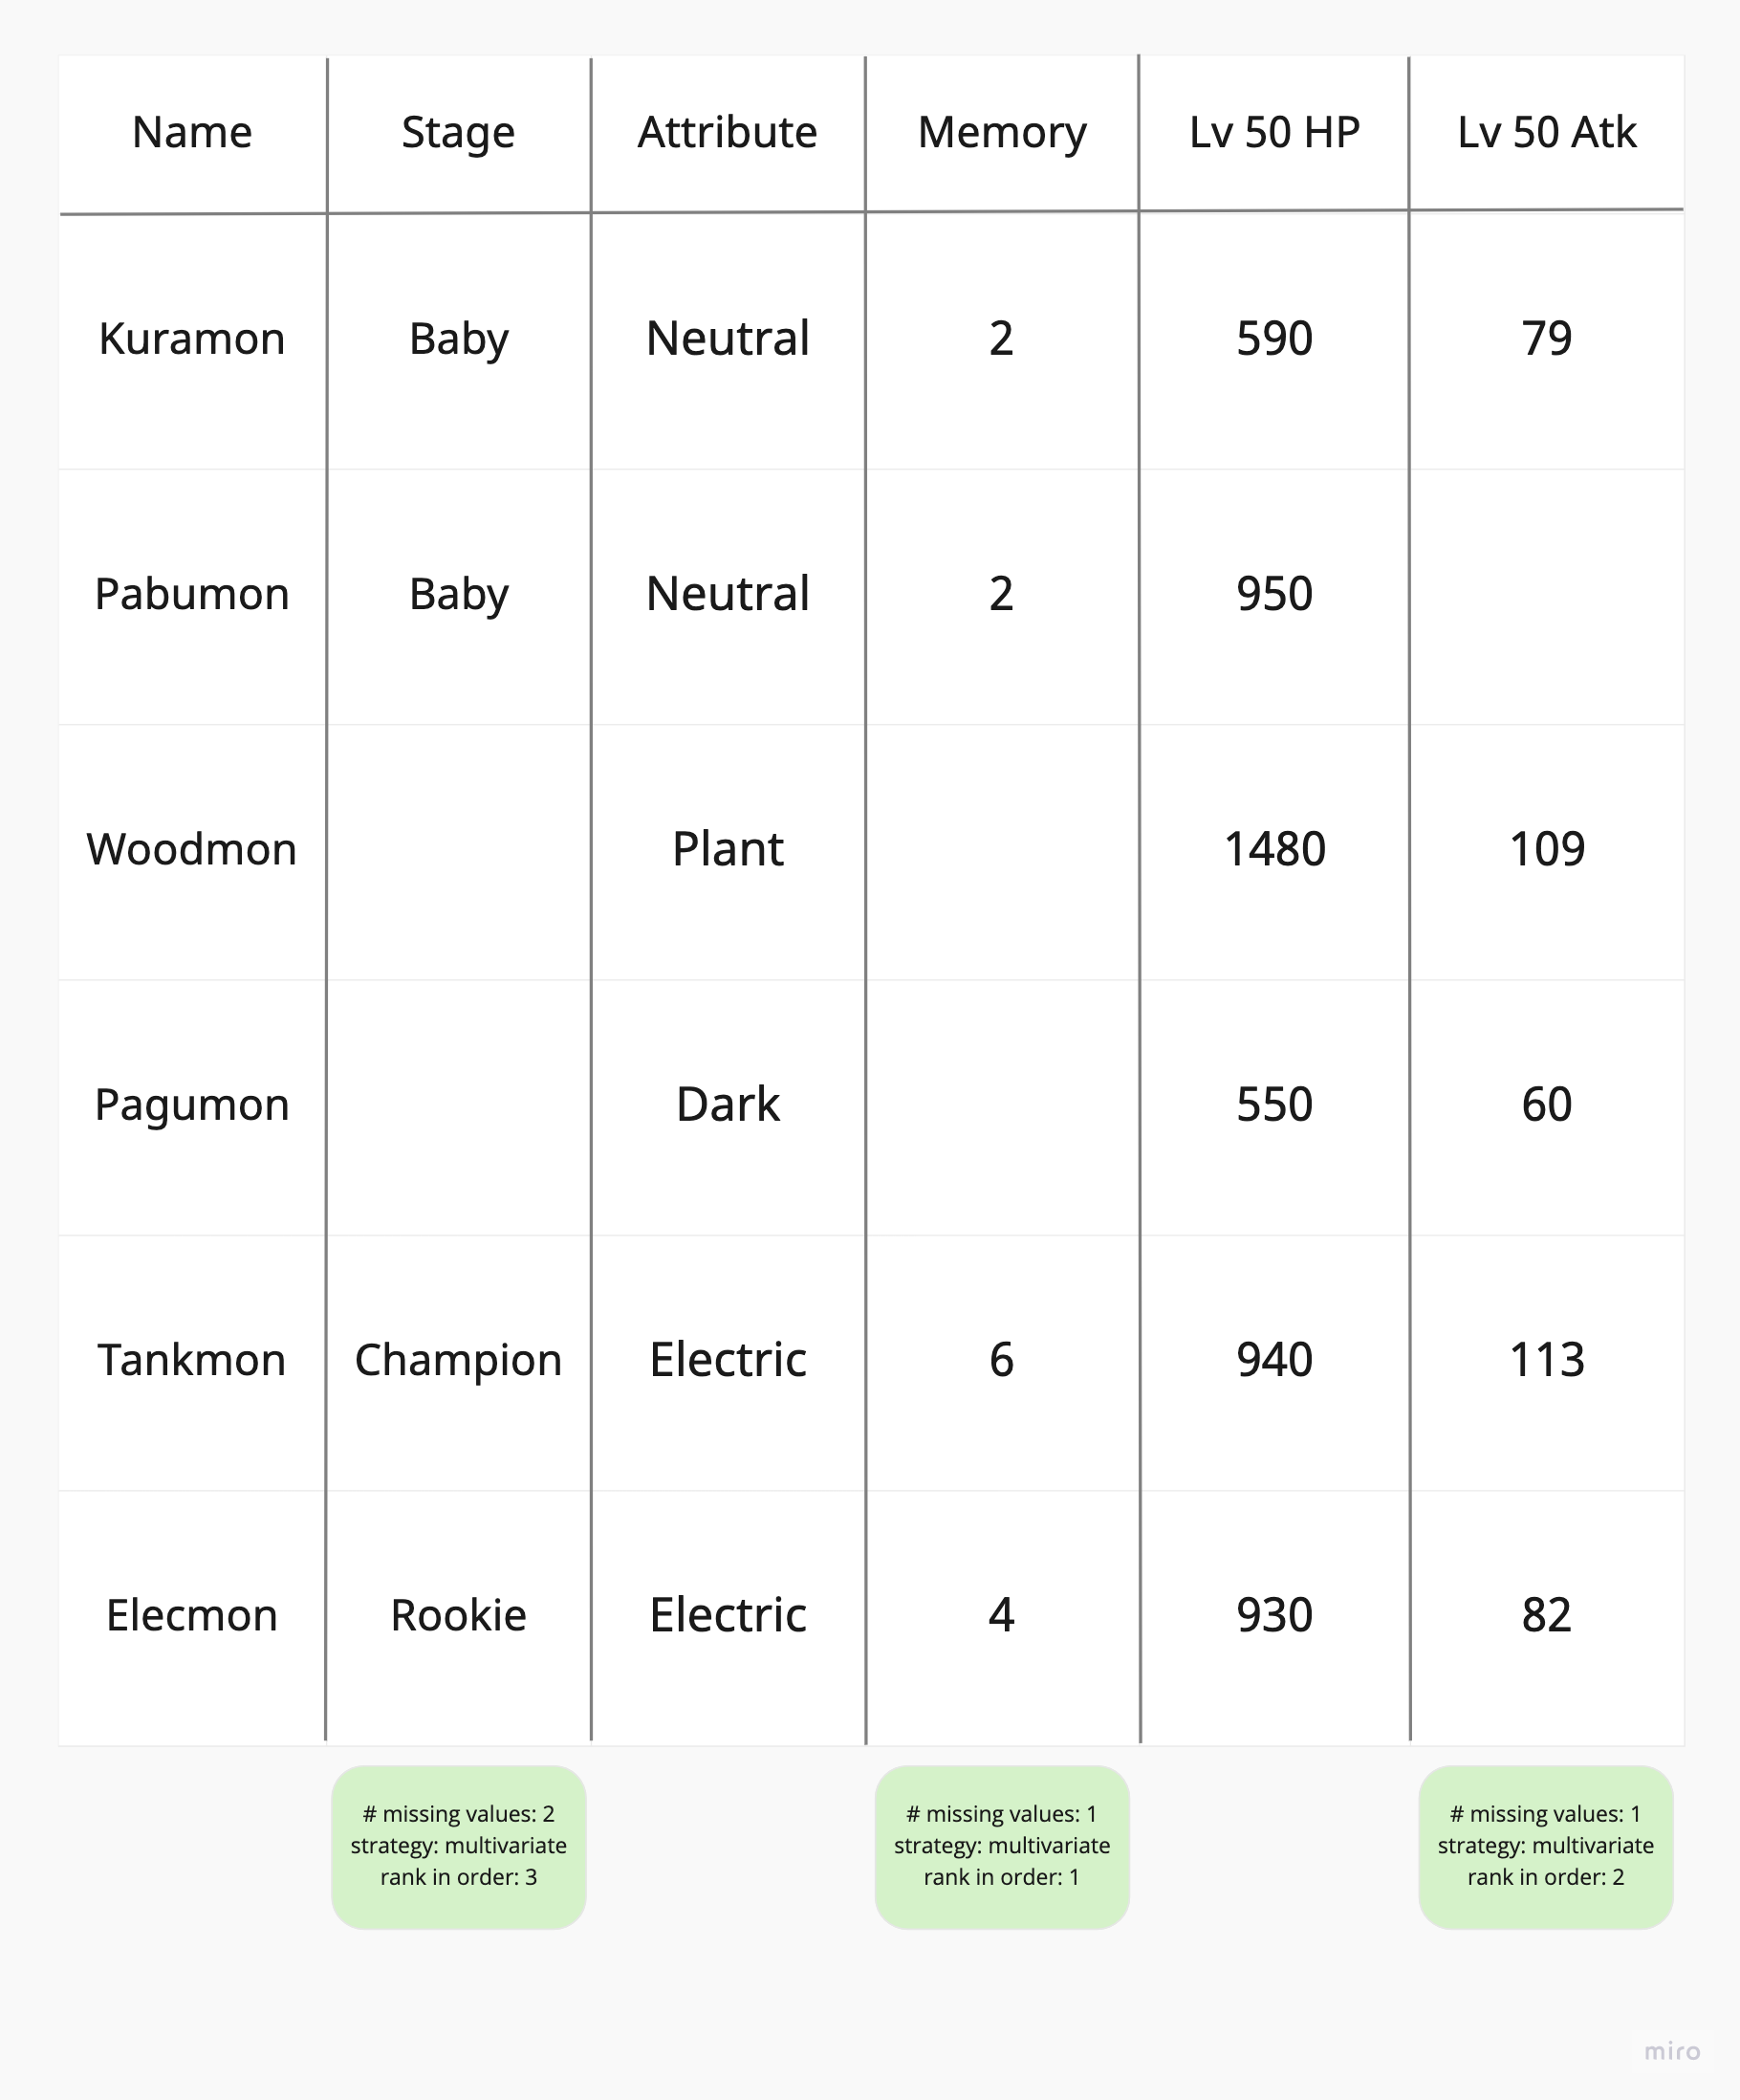 Name Stage Attribute Memory Lv 50 HP Lv 50 Atk
Kuramon Baby Neutral 2 590 79
Pabumon Baby Neutral 2 950
Woodmon Plant 1480 109
Pagumon Dark 550 60
Tankmon Champion Electric 6 940 113
Elecmon Rookie Electric 4 930 82
# missing values: 2
strategy: multivariate
rank in order: 3
# missing values: 1
strategy: multivariate
rank in order: 1
# missing values: 1
strategy: multivariate
rank in order: 2
miro